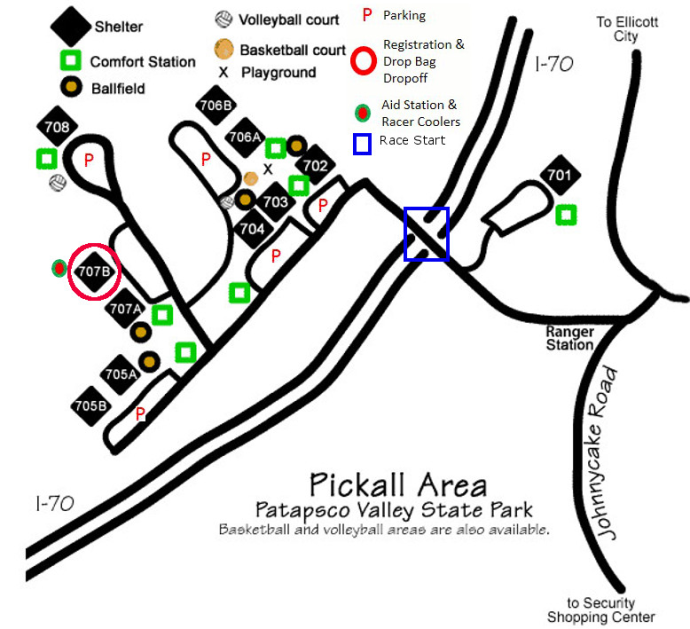 Shelter
Comfort Station
Ballfield
Volleyball court
Basketball court
X Playground
P Parking
Registration &
Drop Bag
Dropoff
Aid Station &
Racer Coolers
Race Start
To Ellicott
City
I-70
706B
706A
708
P
P
X
702
701
703
P
704
P
707B
707A
Ranger
Station
705A
705B
P
Johnnycake Road
I-70
Pickall Area
Patapsco Valley State Park
Basketball and volleyball areas are also available.
to Security
Shopping Center